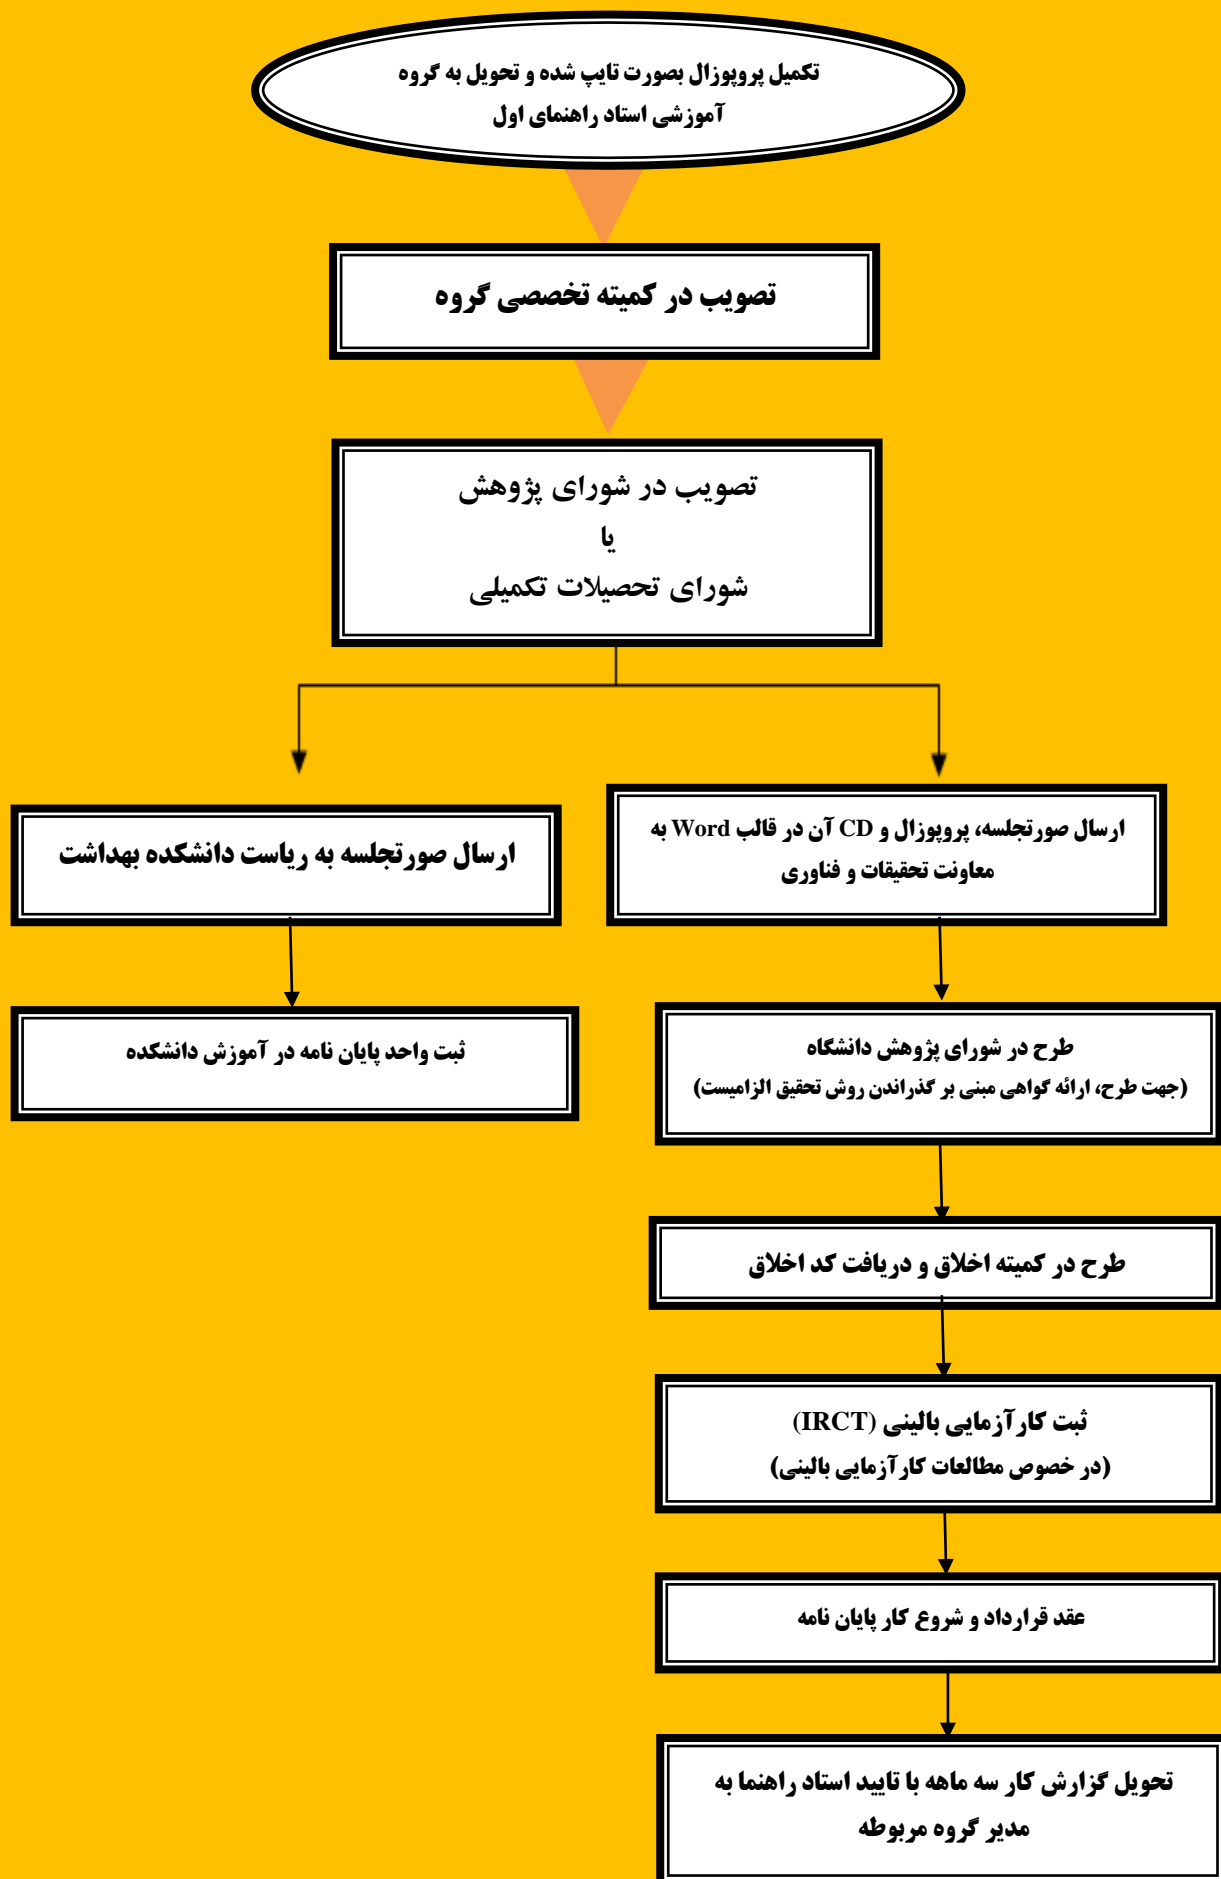 تکمیل پروپوزال بصورت تایپ شده و تحویل به گروه
آموزشی استاد راهنمای اول
تصویب در کمیته تخصصی گروه
تصویب در شورای پژوهش
یا
شورای تحصیلات تکمیلی
ارسال صورتجلسه، پروپوزال و CD آن در قالب Word به
معاونت تحقیقات و فناوری
ارسال صورتجلسه به ریاست دانشکده بهداشت
طرح در شورای پژوهش دانشگاه
(جهت طرح، ارائه گواهی مبنی بر گذراندن روش تحقیق الزامیست)
ثبت واحد پایان نامه در آموزش دانشکده
طرح در کمیته اخلاق و دریافت کد اخلاق
ثبت کارآزمایی بالینی (IRCT)
(در خصوص مطالعات کارآزمایی بالینی)
عقد قرارداد و شروع کار پایان نامه
تحویل گزارش کار سه ماهه با تایید استاد راهنما به
مدیر گروه مربوطه